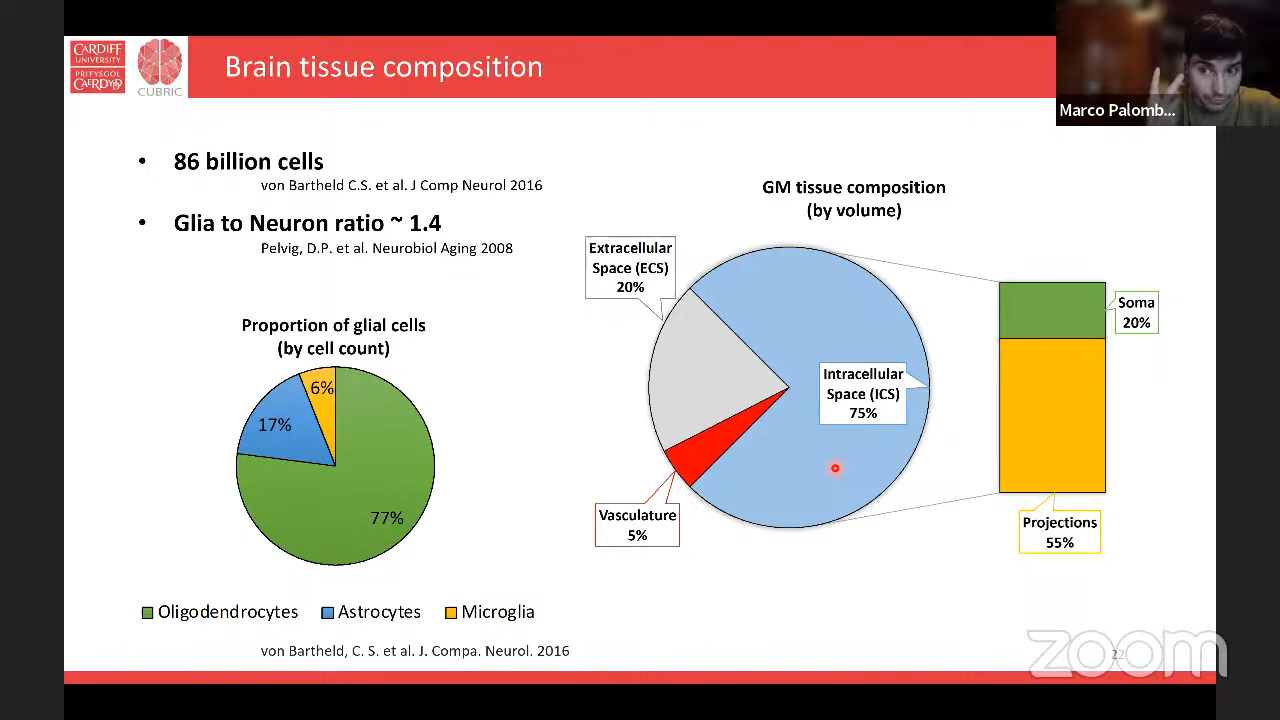 CARDIFF
UNIVERSITY
PRIFYSGOL
CAERDYDD
CUBRIC
Brain tissue composition
Marco Palomb...
• 86 billion cells
von Bartheld C.S. et al. J Comp Neurol 2016
• Glia to Neuron ratio ~ 1.4
Pelvig, D.P. et al. Neurobiol Aging 2008
Proportion of glial cells
(by cell count)
6%
17%
77%
Oligodendrocytes
Astrocytes
Microglia
von Bartheld, C. S. et al. J. Compa. Neurol. 2016
GM tissue composition
(by volume)
Extracellular
Space (ECS)
20%
Intracellular
Space (ICS)
75%
Vasculature
5%
Soma
20%
Projections
55%
22
zoom